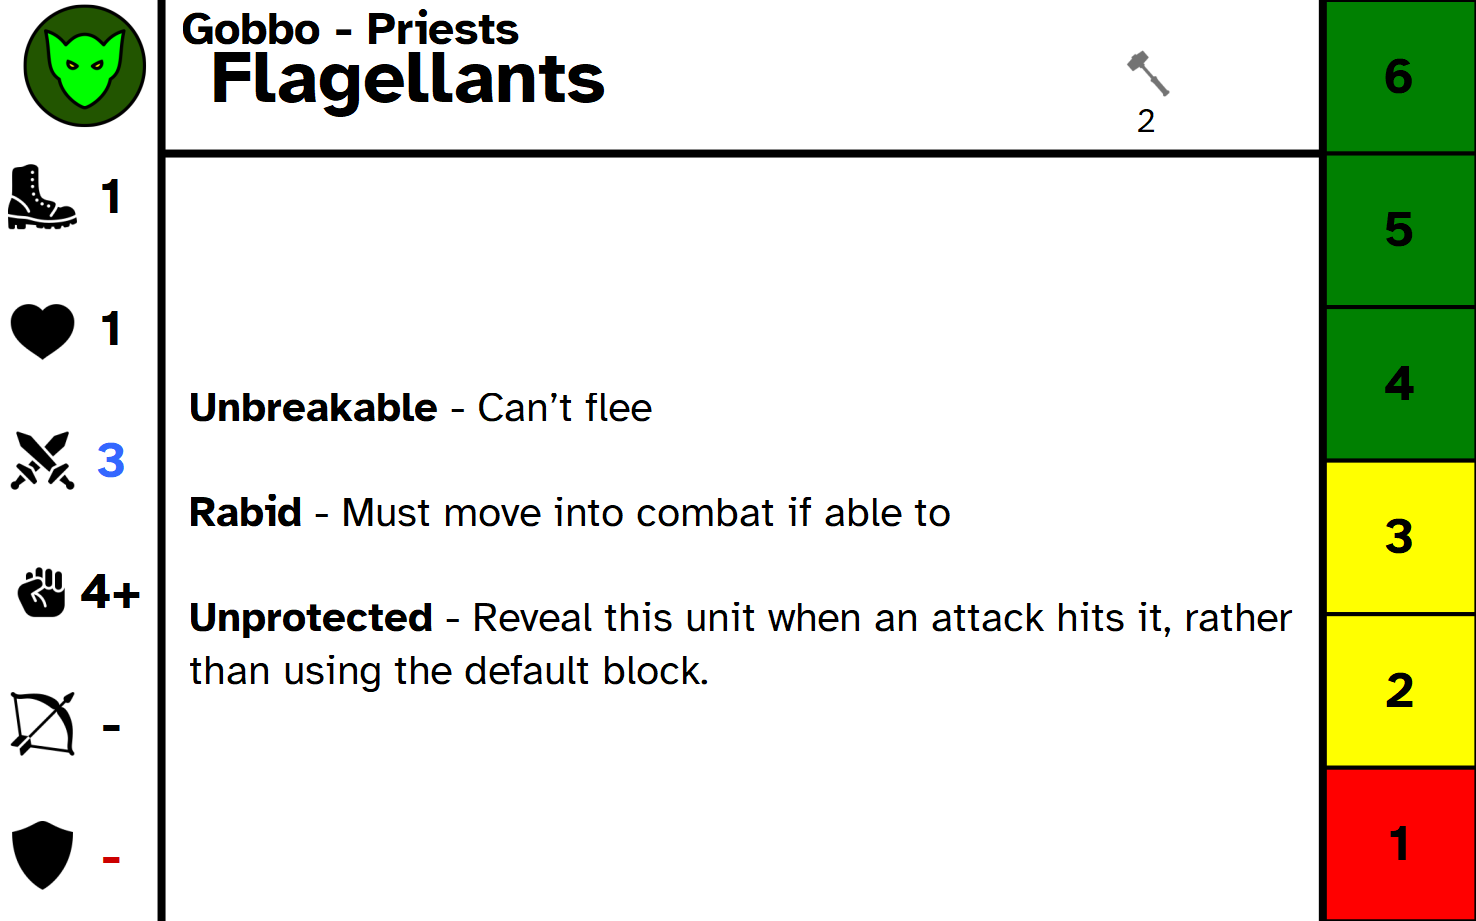 Gobbo - Priests
Flagellants
2
1
1
3
4+
-
-
Unbreakable - Can’t flee
Rabid - Must move into combat if able to
Unprotected - Reveal this unit when an attack hits it, rather
than using the default block.
6
5
4
3
2
1